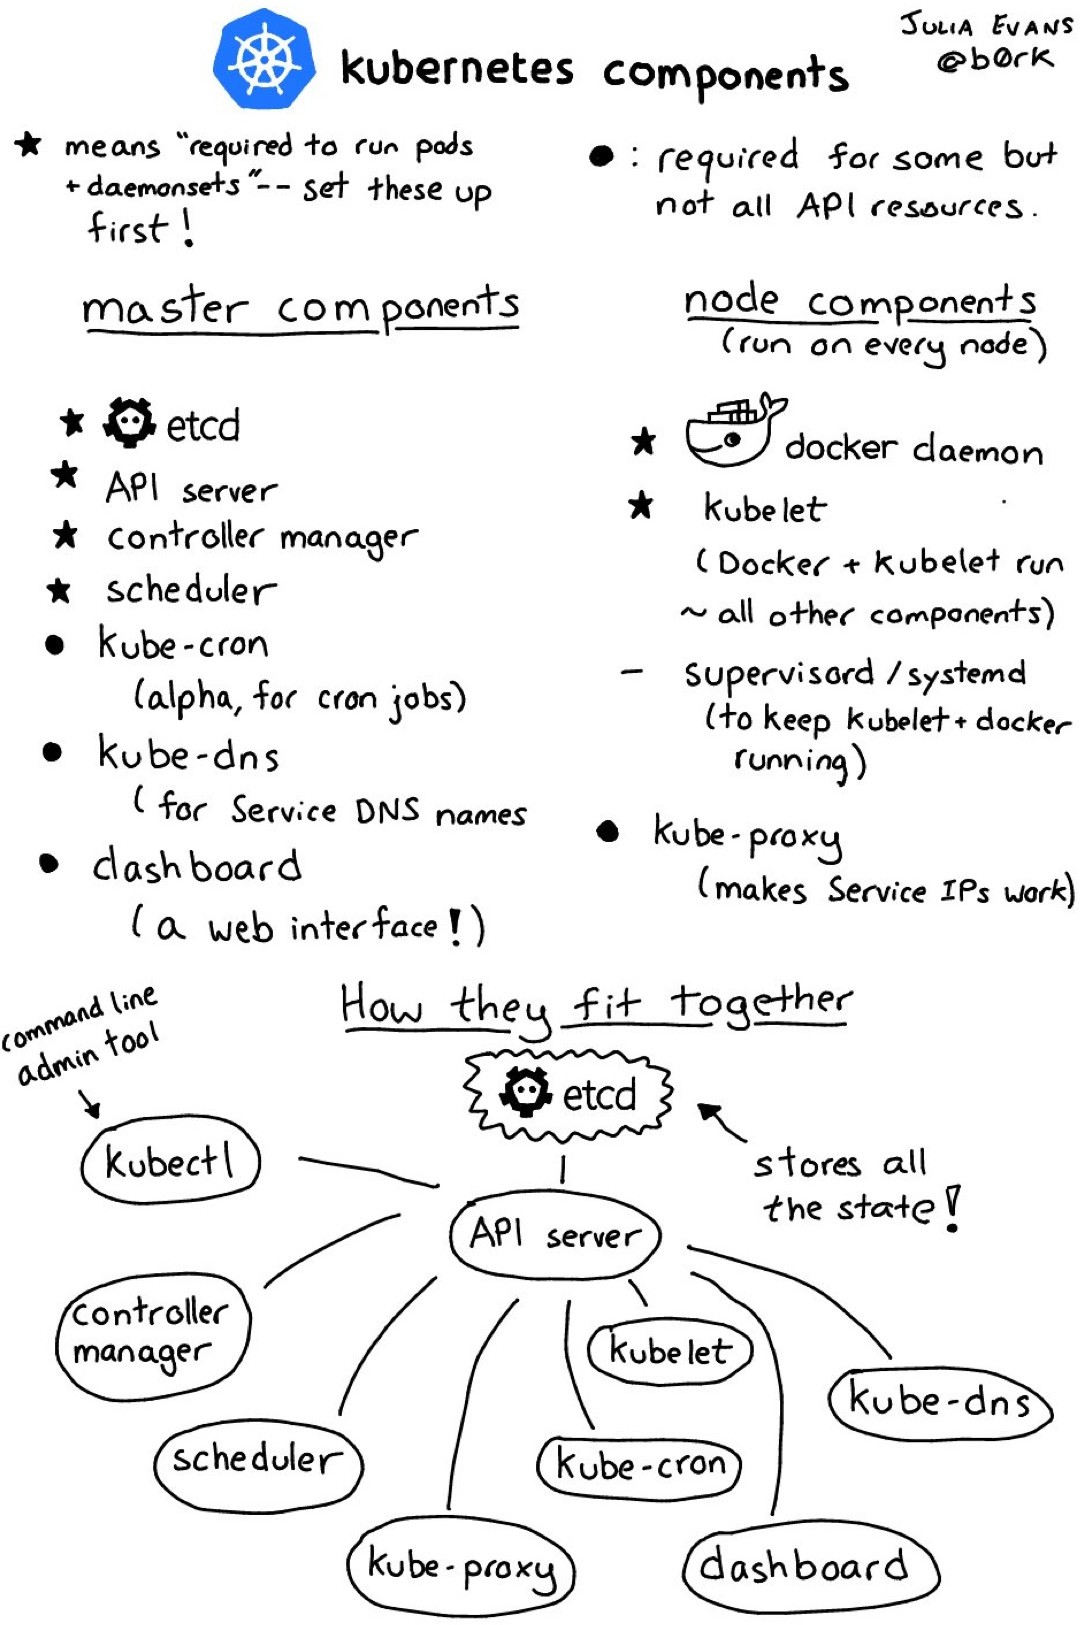 JULIA EVANS
@b0rk
kubernetes components
★ means "required to run pods
+ daemonsets" -- set these up
first!
● : required for some but
not all API resources.
master components
★ etcd
★ API server
★ controller manager
★ scheduler
● kube-cron
(alpha, for cron jobs)
● kube-dns
( for Service DNS names
● dashboard
(a web interface!)
node components
(run on every node)
★ docker daemon
★ kubelet
(Docker + kubelet run
~ all other components)
- supervisord / systemd
(to keep kubelet + docker
running)
● kube-proxy
(makes Service IPs work)
How they fit together
command line
admin tool
etcd
kubectl
stores all
the state!
API server
controller
manager
kubelet
kube-dns
scheduler
kube-cron
kube-proxy
dashboard